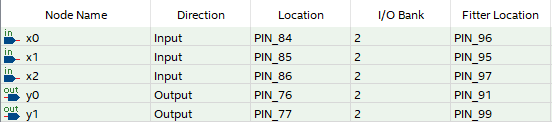 Node Name Direction Location I/O Bank Fitter Location
in x0 Input PIN_84 2 PIN_96
in x1 Input PIN_85 2 PIN_95
in x2 Input PIN_86 2 PIN_97
out y0 Output PIN_76 2 PIN_91
out y1 Output PIN_77 2 PIN_99